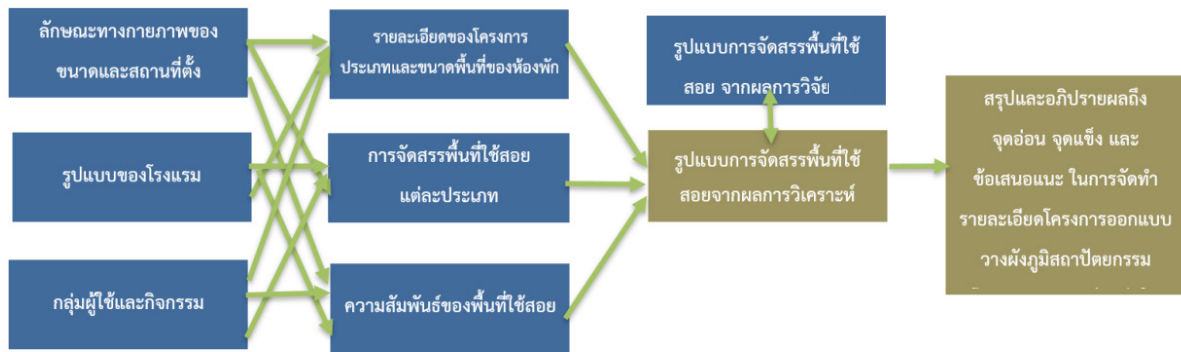 ลักษณะทางกายภาพของ
ขนาดและสถานที่ตั้ง
รูปแบบของโรงแรม
กลุ่มผู้ใช้และกิจกรรม
รายละเอียดของโครงการ
ประเภทและขนาดพื้นที่ของห้องพัก
การจัดสรรพื้นที่ใช้สอย
แต่ละประเภท
ความสัมพันธ์ของพื้นที่ใช้สอย
รูปแบบการจัดสรรพื้นที่ใช้
สอย จากผลการวิจัย
รูปแบบการจัดสรรพื้นที่ใช้
สอยจากผลการวิเคราะห์
สรุปและอภิปรายผลถึง
จุดอ่อน จุดแข็ง และ
ข้อเสนอแนะ ในการจัดทำ
รายละเอียดโครงการออกแบบ
วางผังภูมิสถาปัตยกรรม